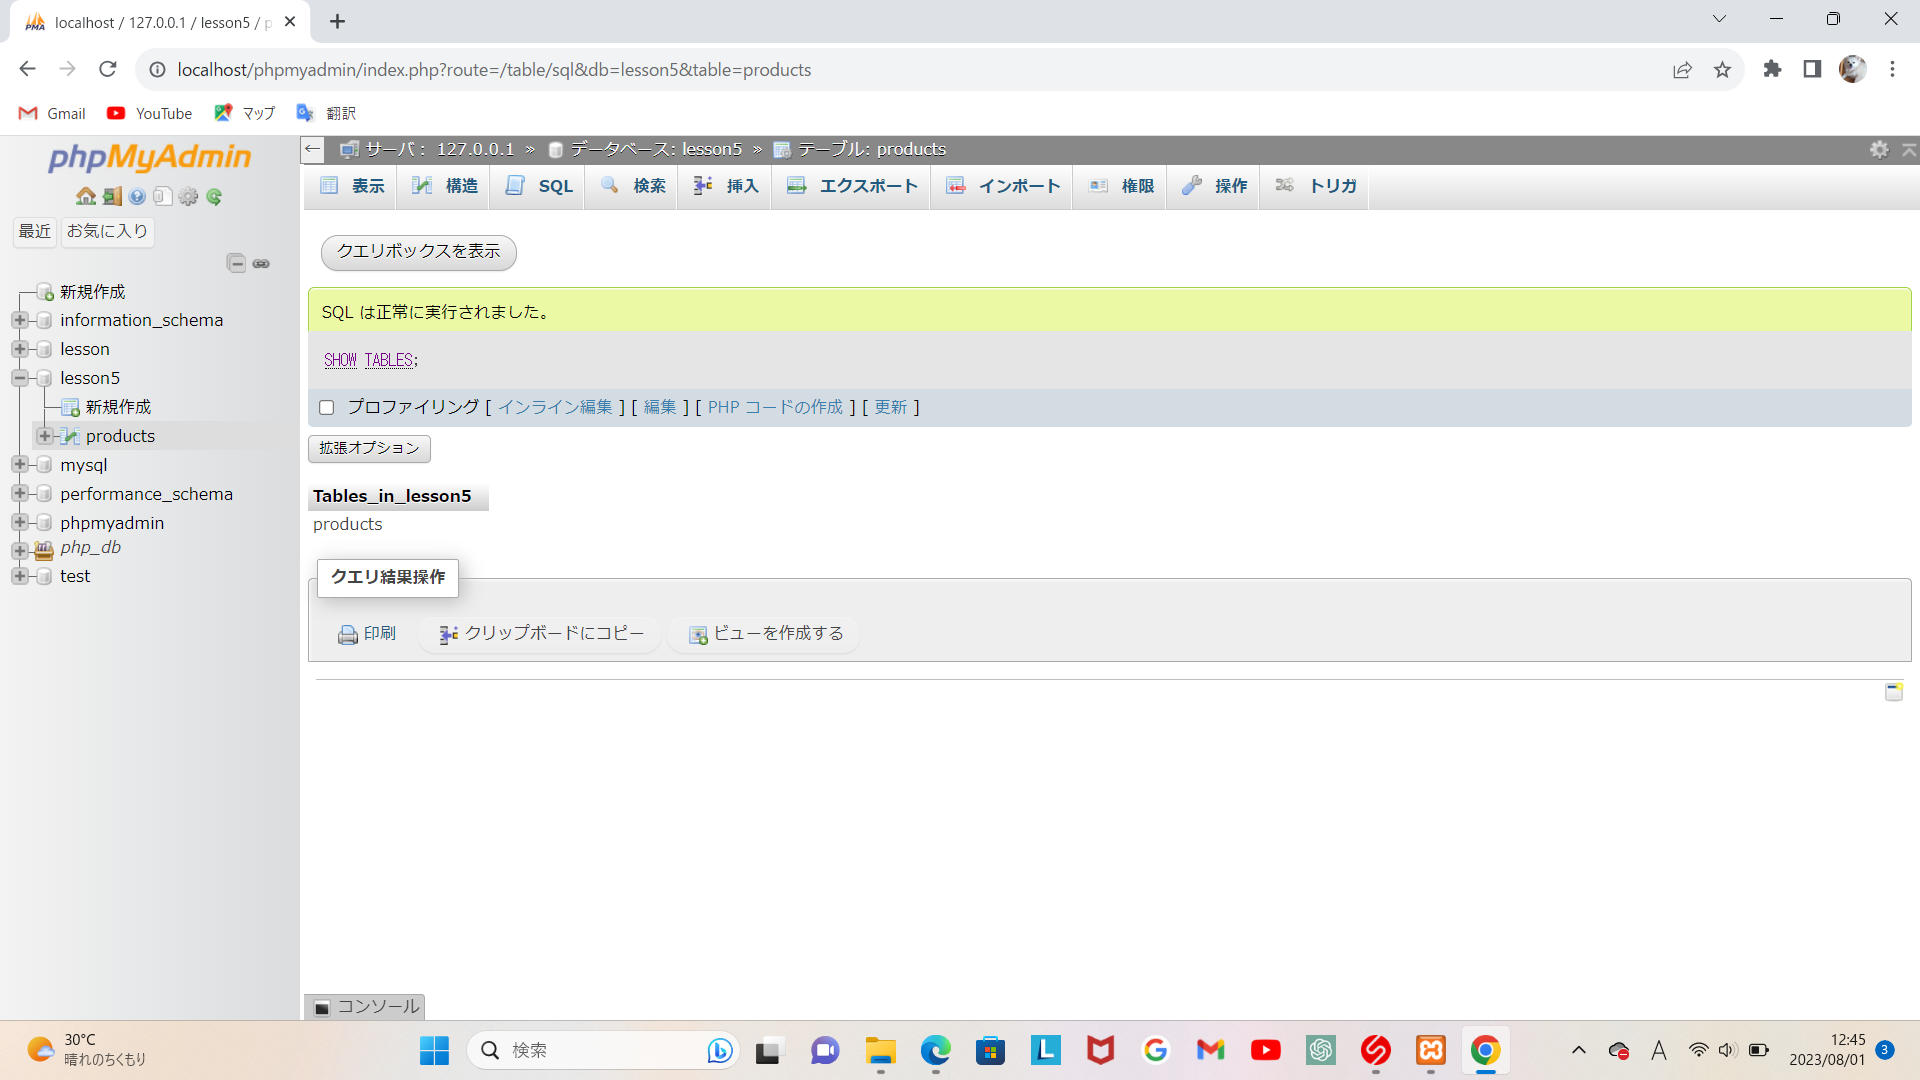 localhost / 127.0.0.1 / lesson5 / p
localhost/phpmyadmin/index.php?route=/table/sql&db=lesson5&table=products
Gmail YouTube マップ 翻訳
phpMyAdmin
最近 お気に入り
新規作成
information_schema
lesson
lesson5
新規作成
products
mysql
performance_schema
phpmyadmin
php_db
test
← サーバ: 127.0.0.1 » データベース: lesson5 » テーブル: products
表示 構造 SQL 検索 挿入 エクスポート インポート 権限 操作 トリガ
クエリボックスを表示
SQL は正常に実行されました。
SHOW TABLES;
プロファイリング [ インライン編集 ] [ 編集 ] [ PHP コードの作成 ] [ 更新 ]
拡張オプション
Tables_in_lesson5
products
クエリ結果操作
印刷 クリップボードにコピー ビューを作成する
コンソール
30°C
晴れのちくもり
検索
A
12:45
2023/08/01
3